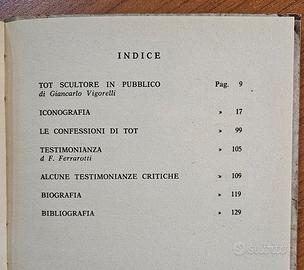 INDICE
TOT SCULTORE IN PUBBLICO Pag. 9
di Giancarlo Vigorelli
ICONOGRAFIA » 17
LE CONFESSIONI DI TOT » 99
TESTIMONIANZA » 105
d F. Ferrarotti
ALCUNE TESTIMONIANZE CRITICHE » 109
BIOGRAFIA » 119
BIBLIOGRAFIA » 129
subito